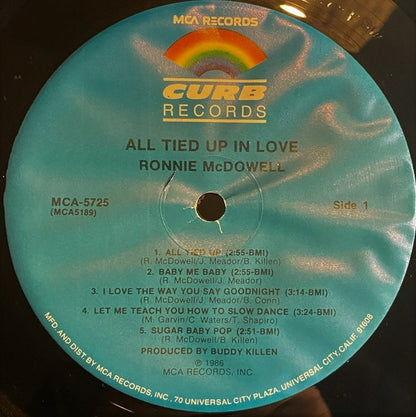 MCA RECORDS
CURB
RECORDS
ALL TIED UP IN LOVE
RONNIE McDOWELL
MCA-5725
(MCA5189)
Side 1
1. ALL TIED UP (2:55-BMI)
(R. McDowell/J. Meador/B. Killen)
2. BABY ME BABY (2:55-BMI)
(R. McDowell/J. Meador)
3. I LOVE THE WAY YOU SAY GOODNIGHT (3:14-BMI)
(R. McDowell/J. Meador/B. Conn)
4. LET ME TEACH YOU HOW TO SLOW DANCE (3:24-BMI)
(M. Garvin/C. Waters/T. Shapiro)
5. SUGAR BABY POP (2:51-BMI)
(R. McDowell/B. Killen)
PRODUCED BY BUDDY KILLEN
℗ 1986
MCA RECORDS, INC.
MFD AND DIST BY MCA RECORDS, INC., 70 UNIVERSAL CITY PLAZA, UNIVERSAL CITY, CALIF. 91608